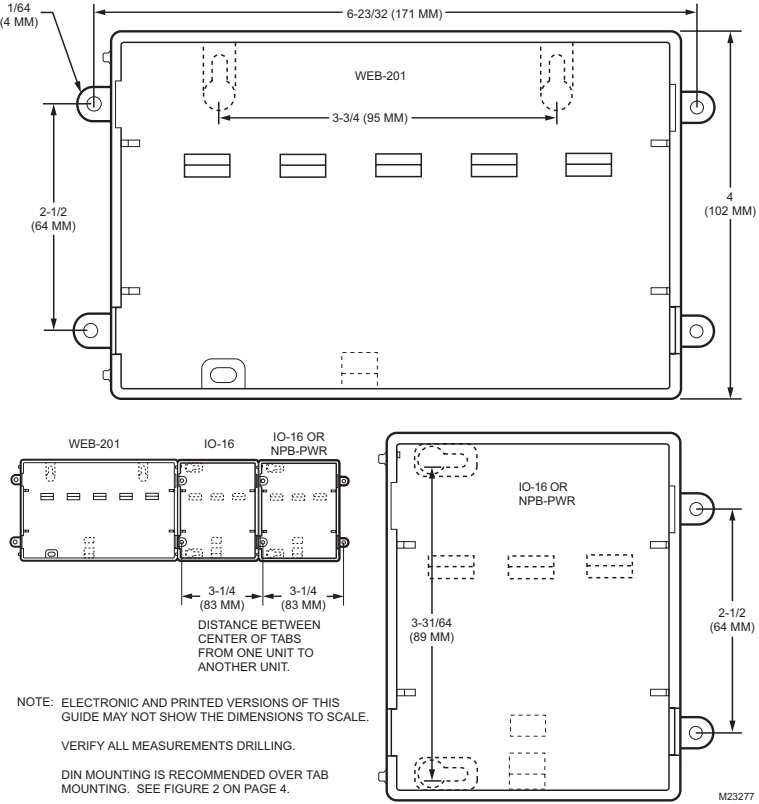 1/64
(4 MM)
6-23/32 (171 MM)
WEB-201
3-3/4 (95 MM)
2-1/2
(64 MM)
4
(102 MM)
WEB-201
IO-16
IO-16 OR
NPB-PWR
3-1/4
(83 MM)
3-1/4
(83 MM)
DISTANCE BETWEEN
CENTER OF TABS
FROM ONE UNIT TO
ANOTHER UNIT.
IO-16 OR
NPB-PWR
3-31/64
(89 MM)
2-1/2
(64 MM)
NOTE: ELECTRONIC AND PRINTED VERSIONS OF THIS
GUIDE MAY NOT SHOW THE DIMENSIONS TO SCALE.
VERIFY ALL MEASUREMENTS DRILLING.
DIN MOUNTING IS RECOMMENDED OVER TAB
MOUNTING. SEE FIGURE 2 ON PAGE 4.
M23277